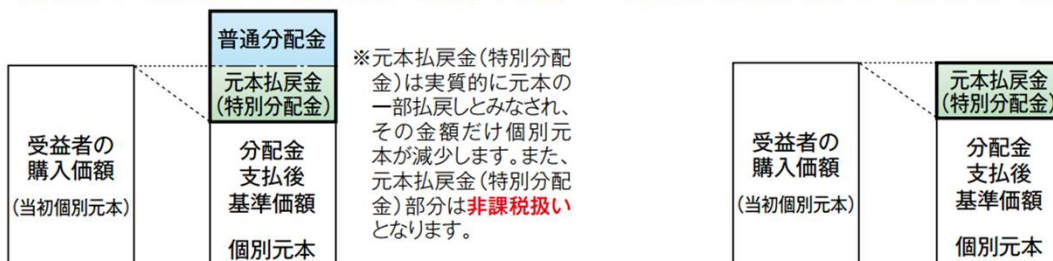 普通分配金
元本払戻金
(特別分配金)
受益者の
購入価額
(当初個別元本)
分配金
支払後
基準価額
個別元本
※元本払戻金(特別分配
金)は実質的に元本の
一部払戻しとみなされ、
その金額だけ個別元
本が減少します。また、
元本払戻金(特別分配
金)部分は非課税扱い
となります。
受益者の
購入価額
(当初個別元本)
元本払戻金
(特別分配金)
分配金
支払後
基準価額
個別元本